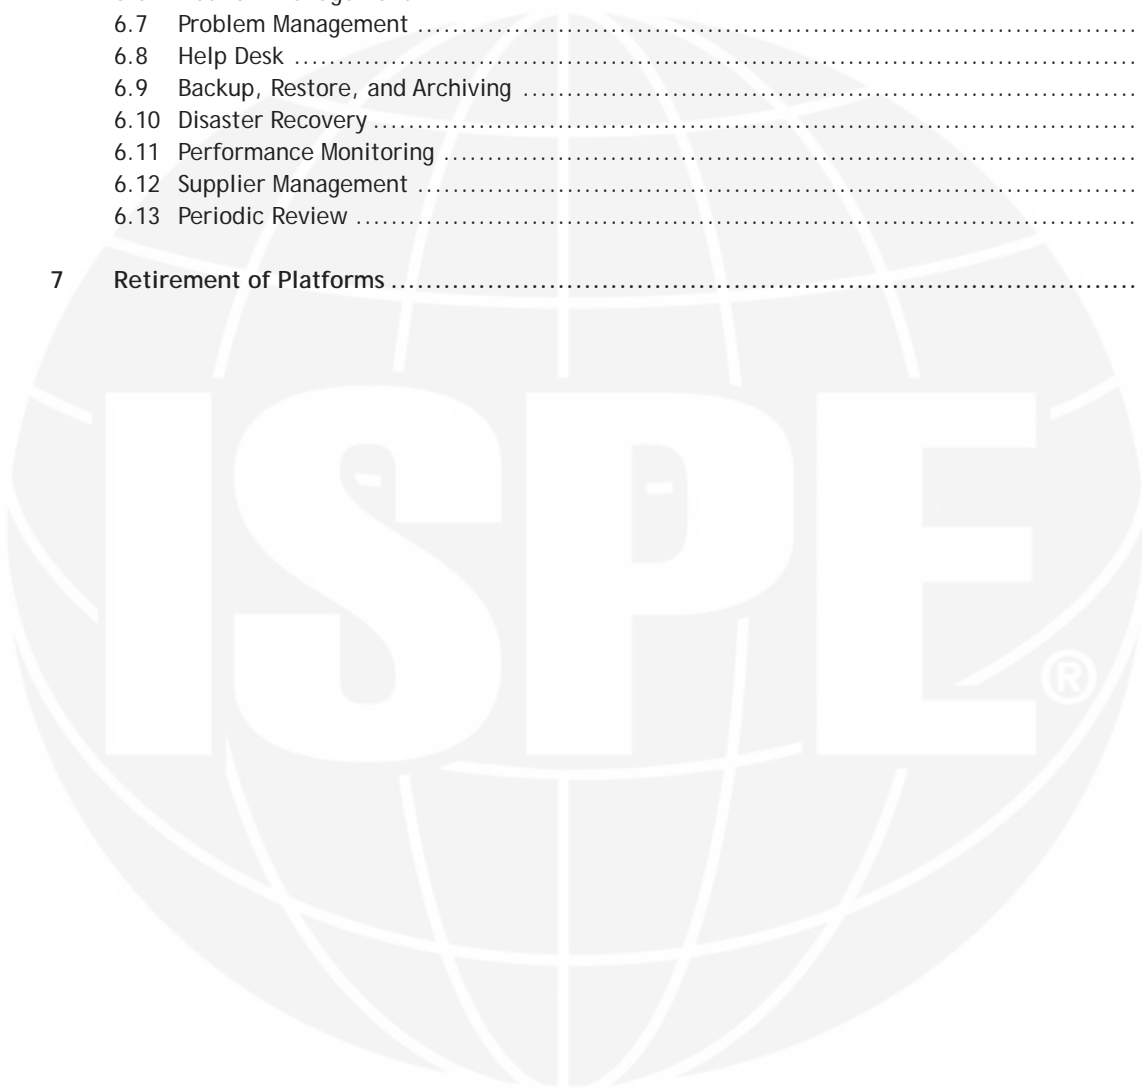 6.7 Problem Management ................................................................................
6.8 Help Desk ................................................................................
6.9 Backup, Restore, and Archiving ................................................................................
6.10 Disaster Recovery ................................................................................
6.11 Performance Monitoring ................................................................................
6.12 Supplier Management ................................................................................
6.13 Periodic Review ................................................................................
7 Retirement of Platforms ................................................................................
ISPE®